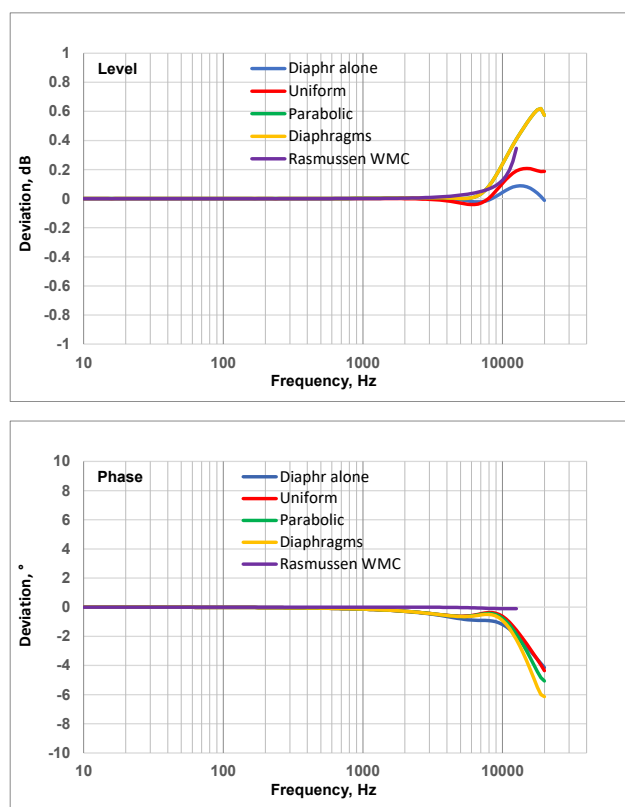 Level
Diaphr alone
Uniform
Parabolic
Diaphragms
Rasmussen WMC
Deviation, dB
1
0.8
0.6
0.4
0.2
0
-0.2
-0.4
-0.6
-0.8
-1
10 100 1000 10000
Frequency, Hz
Phase
Diaphr alone
Uniform
Parabolic
Diaphragms
Rasmussen WMC
Deviation, °
10
8
6
4
2
0
-2
-4
-6
-8
-10
10 100 1000 10000
Frequency, Hz